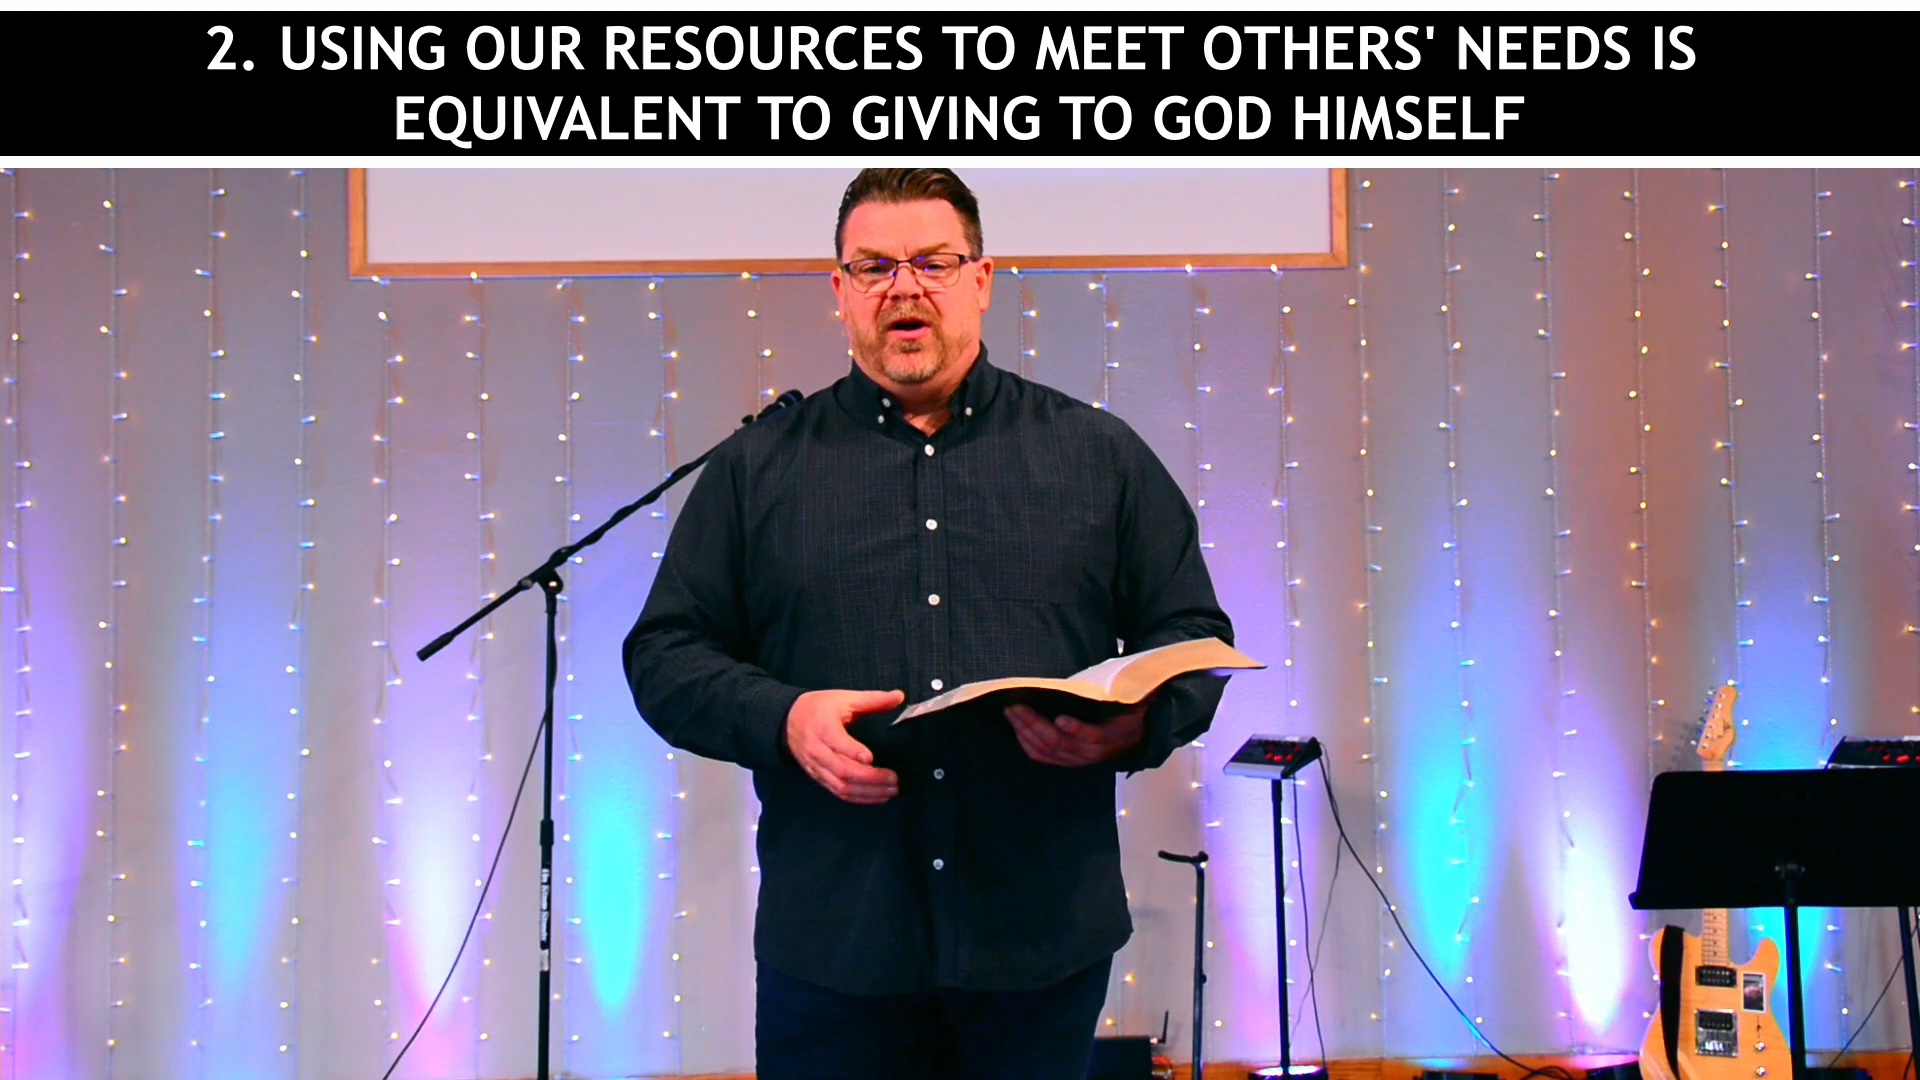 2. USING OUR RESOURCES TO MEET OTHERS' NEEDS IS
EQUIVALENT TO GIVING TO GOD HIMSELF